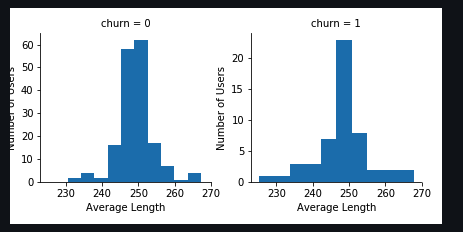 churn = 0
churn = 1
Number of Users
60
50
40
30
20
10
0
230 240 250 260 270
Average Length
Number of Users
20
15
10
5
0
230 240 250 260 270
Average Length